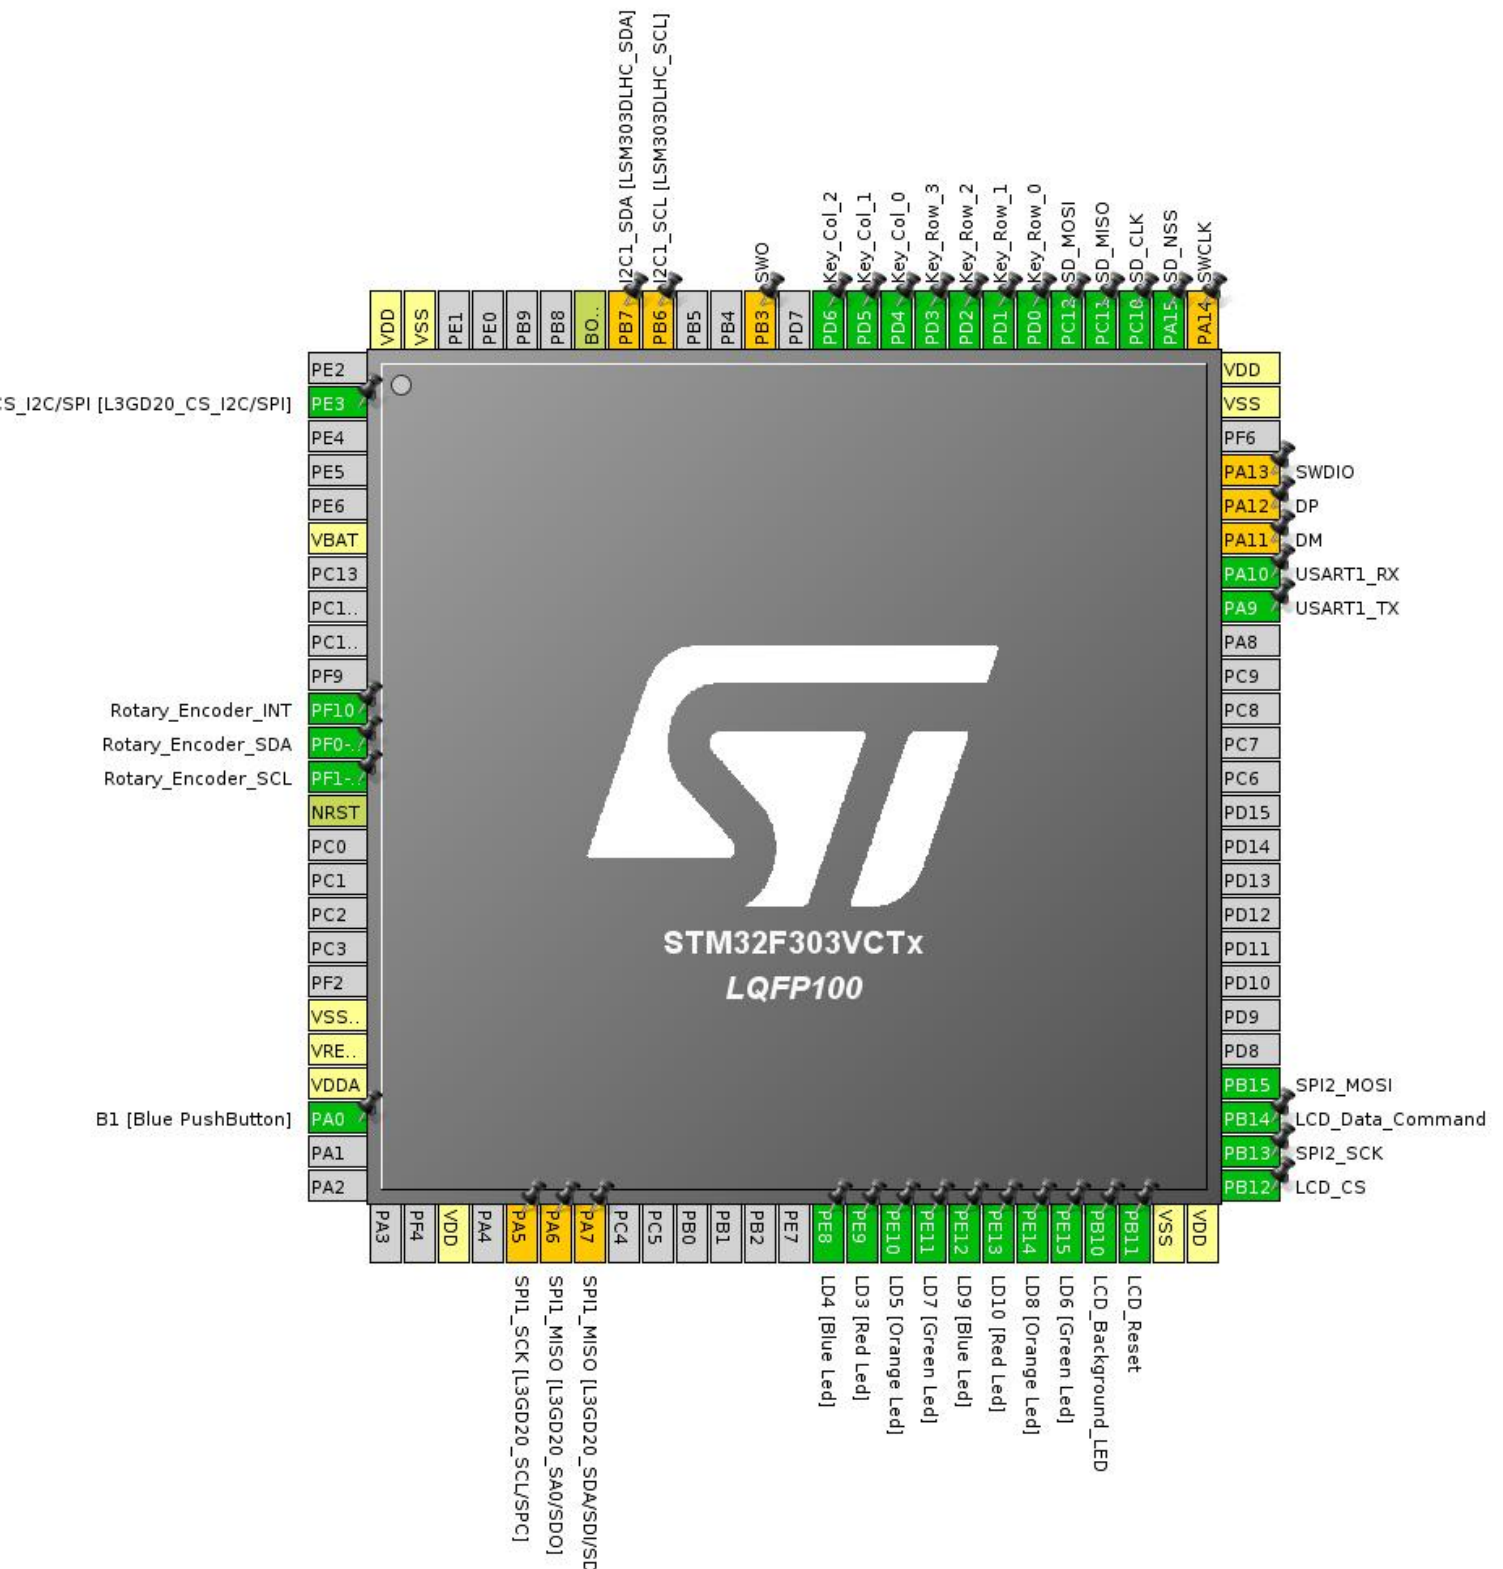 I2C1_SDA [LSM303DLHC_SDA]
I2C1_SCL [LSM303DLHC_SCL]
SWO
Key_Col_2
Key_Col_1
Key_Col_0
Key_Row_3
Key_Row_2
Key_Row_1
Key_Row_0
SD_MOSI
SD_MISO
SD_CLK
SD_NSS
SWCLK
VDD
VSS
PE1
PE0
PB9
PB8
BO..
PB7
PB6
PB5
PB4
PB3
PD7
PD6
PD5
PD4
PD3
PD2
PD1
PD0
PC12
PC11
PC10
PA15
PA14
PE2
CS_I2C/SPI [L3GD20_CS_I2C/SPI] PE3
PE4
PE5
PE6
VBAT
PC13
PC1..
PC1..
PF9
Rotary_Encoder_INT PF10
Rotary_Encoder_SDA PF0-..
Rotary_Encoder_SCL PF1-..
NRST
PC0
PC1
PC2
PC3
PF2
VSS..
VRE..
VDDA
B1 [Blue PushButton] PA0
PA1
PA2
ST
STM32F303VCTx
LQFP100
VDD
VSS
PF6
PA13 SWDIO
PA12 DP
PA11 DM
PA10 USART1_RX
PA9 USART1_TX
PA8
PC9
PC8
PC7
PC6
PD15
PD14
PD13
PD12
PD11
PD10
PD9
PD8
PB15 SPI2_MOSI
PB14 LCD_Data_Command
PB13 SPI2_SCK
PB12 LCD_CS
PA3
PF4
VDD
PA4
PA5
PA6
PA7
PC4
PC5
PB0
PB1
PB2
PE7
PE8
PE9
PE10
PE11
PE12
PE13
PE14
PE15
PB10
PB11
VSS
VDD
SPI1_SCK [L3GD20_SCL/SPC]
SPI1_MISO [L3GD20_SA0/SDO]
SPI1_MISO [L3GD20_SDA/SDI/SD
LD4 [Blue Led]
LD3 [Red Led]
LD5 [Orange Led]
LD7 [Green Led]
LD9 [Blue Led]
LD10 [Red Led]
LD8 [Orange Led]
LD6 [Green Led]
LCD_Background_LED
LCD_Reset